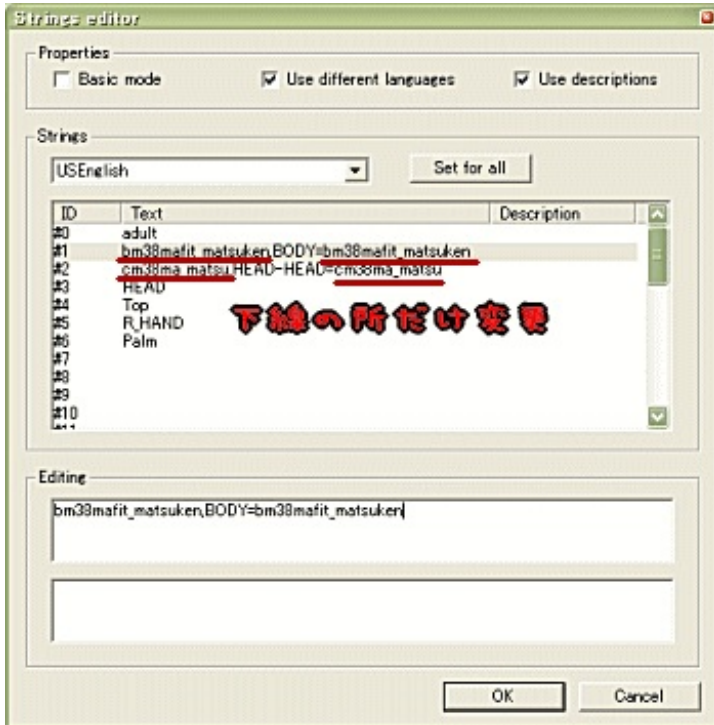 Strings editor
Properties
Basic mode
Use different languages
Use descriptions
Strings
USEnglish
Set for all
ID Text Description
#0 adult
#1 bm38mafit_matsuken,BODY=bm38mafit_matsuken
#2 cm38ma_matsu,HEAD-HEAD=cm38ma_matsu
#3 HEAD
#4 Top
#5 R_HAND
#6 Palm
#7
#8
#9
#10
下線の所だけ変更
Editing
bm38mafit_matsuken,BODY=bm38mafit_matsuken
OK
Cancel